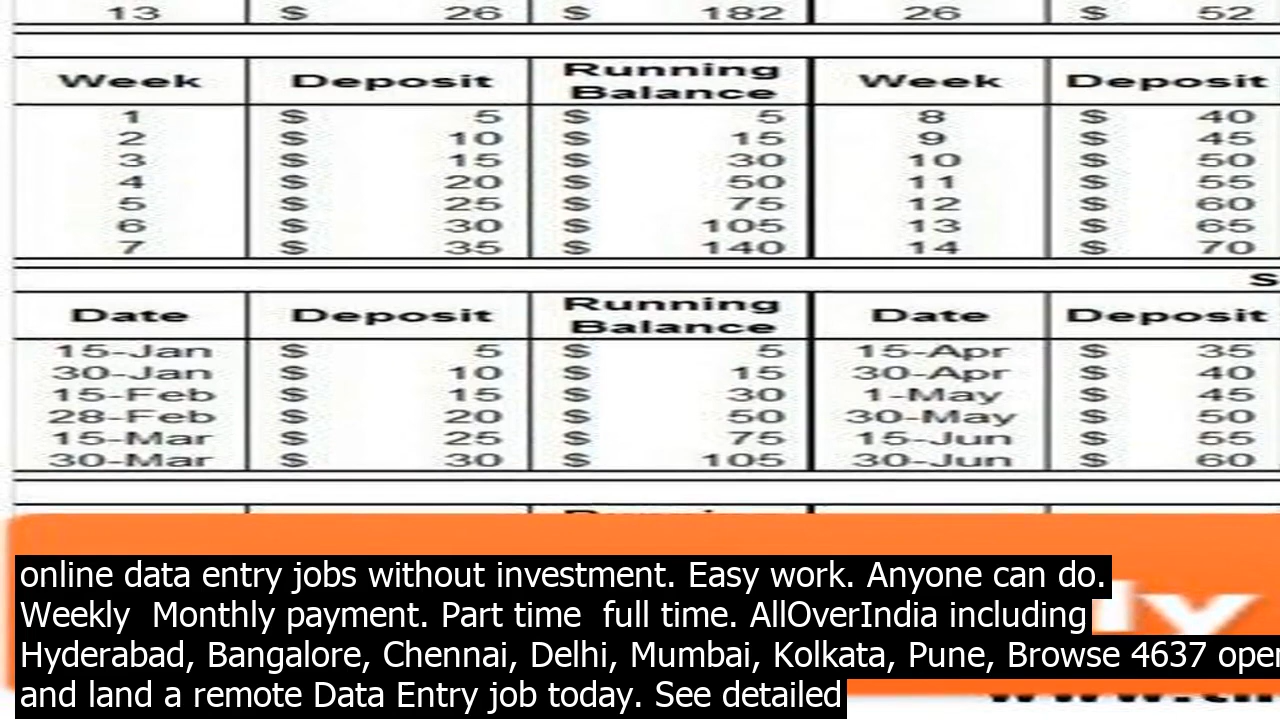 13 $ 26 $ 182 26 $ 52
Week Deposit Running Balance Week Deposit
1 $ 5 $ 5 8 $ 40
2 $ 10 $ 15 9 $ 45
3 $ 15 $ 30 10 $ 50
4 $ 20 $ 50 11 $ 55
5 $ 25 $ 75 12 $ 60
6 $ 30 $ 105 13 $ 65
7 $ 35 $ 140 14 $ 70
S
Date Deposit Running Balance Date Deposit
15-Jan $ 5 $ 5 15-Apr $ 35
30-Jan $ 10 $ 15 30-Apr $ 40
15-Feb $ 15 $ 30 1-May $ 45
28-Feb $ 20 $ 50 30-May $ 50
15-Mar $ 25 $ 75 15-Jun $ 55
30-Mar $ 30 $ 105 30-Jun $ 60
online data entry jobs without investment. Easy work. Anyone can do.
Weekly Monthly payment. Part time full time. AllOverIndia including
Hyderabad, Bangalore, Chennai, Delhi, Mumbai, Kolkata, Pune, Browse 4637 oper
and land a remote Data Entry job today. See detailed